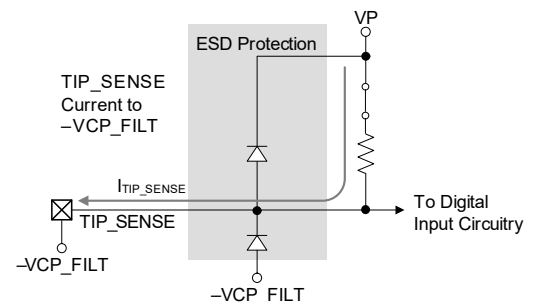 VP
ESD Protection
TIP_SENSE
Current to
–VCP_FILT
ITIP_SENSE
TIP_SENSE
To Digital
Input Circuitry
–VCP_FILT
–VCP_FILT